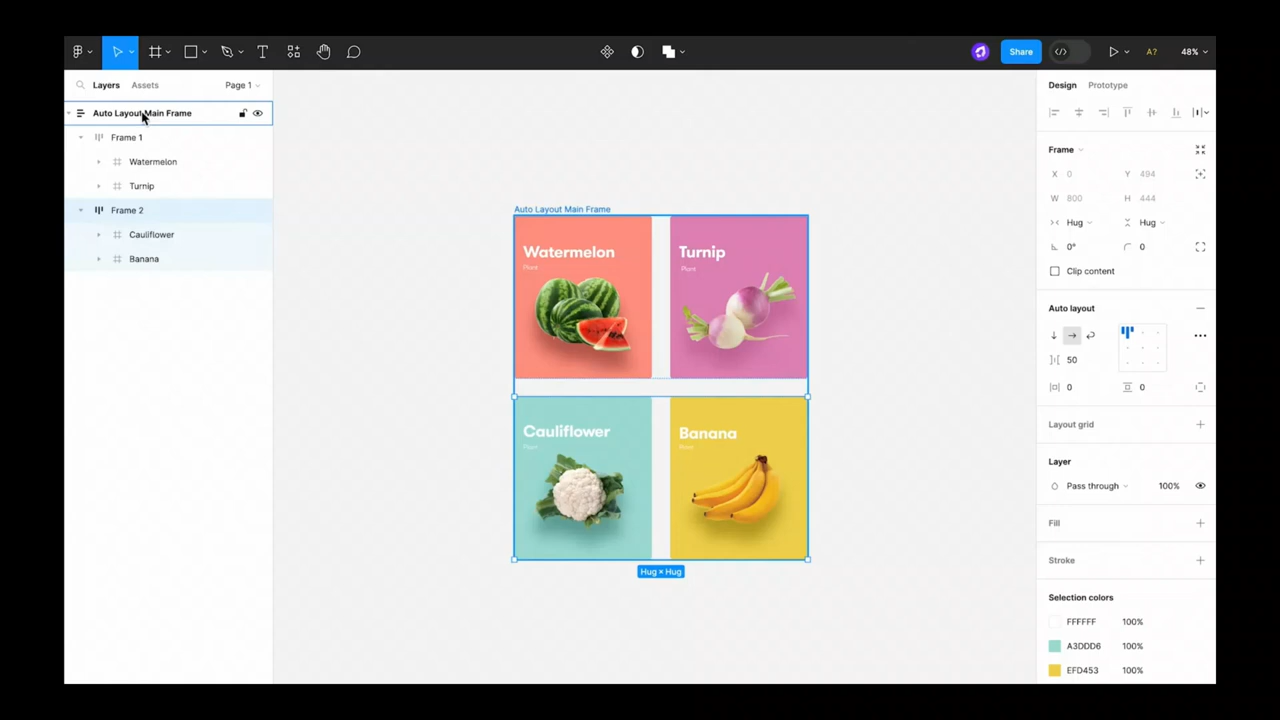 Share
A?
48%
Layers Assets Page 1
Auto Layout Main Frame
Frame 1
Watermelon
Turnip
Frame 2
Cauliflower
Banana
Auto Layout Main Frame
Watermelon
Plant
Turnip
Plant
Cauliflower
Banana
Hug × Hug
Design Prototype
Frame
X 0 Y 494
W 800 H 444
Hug Hug
0° 0
Clip content
Auto layout
50
0 0
Layout grid
Layer
Pass through 100%
Fill
Stroke
Selection colors
FFFFFF 100%
A3DDD6 100%
EFD453 100%